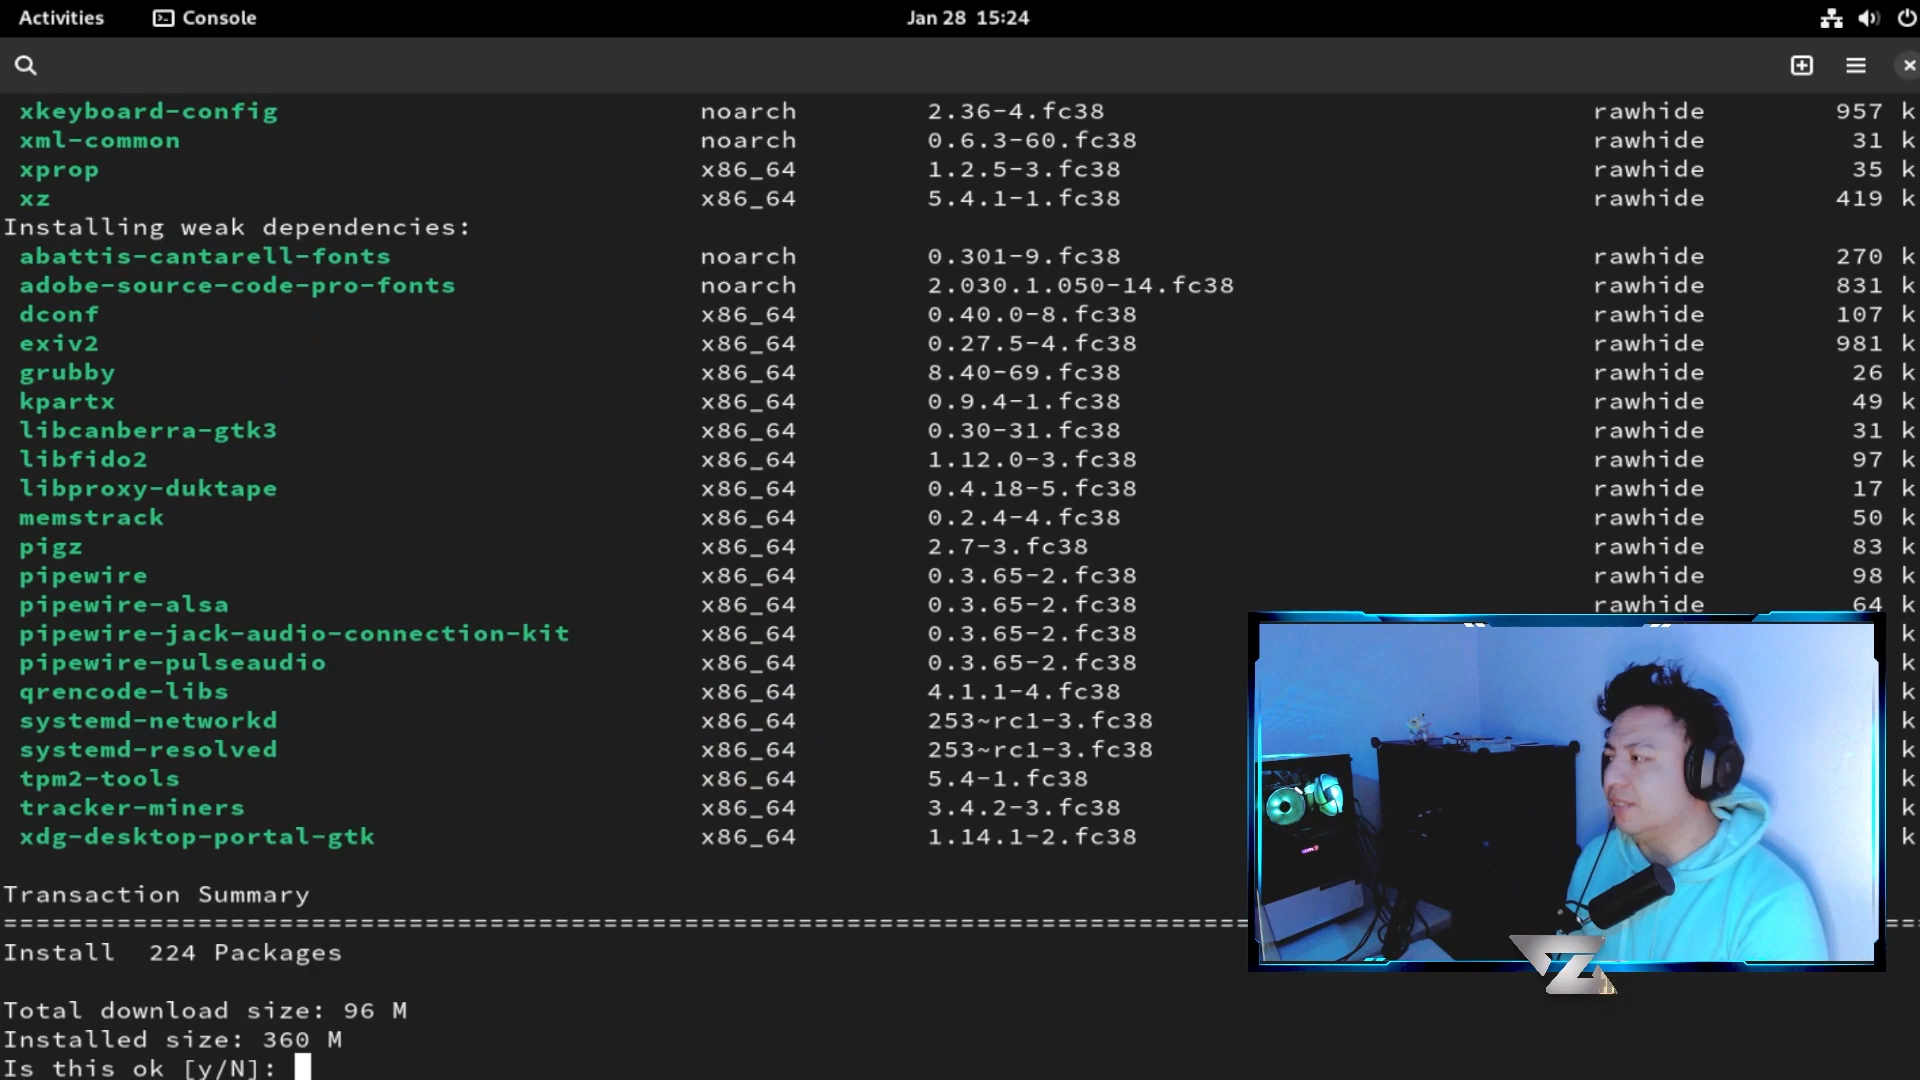 Activities Console Jan 28 15:24
xkeyboard-config noarch 2.36-4.fc38 rawhide 957 k
xml-common noarch 0.6.3-60.fc38 rawhide 31 k
xprop x86_64 1.2.5-3.fc38 rawhide 35 k
xz x86_64 5.4.1-1.fc38 rawhide 419 k
Installing weak dependencies:
abattis-cantarell-fonts noarch 0.301-9.fc38 rawhide 270 k
adobe-source-code-pro-fonts noarch 2.030.1.050-14.fc38 rawhide 831 k
dconf x86_64 0.40.0-8.fc38 rawhide 107 k
exiv2 x86_64 0.27.5-4.fc38 rawhide 981 k
grubby x86_64 8.40-69.fc38 rawhide 26 k
kpartx x86_64 0.9.4-1.fc38 rawhide 49 k
libcanberra-gtk3 x86_64 0.30-31.fc38 rawhide 31 k
libfido2 x86_64 1.12.0-3.fc38 rawhide 97 k
libproxy-duktape x86_64 0.4.18-5.fc38 rawhide 17 k
memstrack x86_64 0.2.4-4.fc38 rawhide 50 k
pigz x86_64 2.7-3.fc38 rawhide 83 k
pipewire x86_64 0.3.65-2.fc38 rawhide 98 k
pipewire-alsa x86_64 0.3.65-2.fc38 rawhide 64 k
pipewire-jack-audio-connection-kit x86_64 0.3.65-2.fc38 k
pipewire-pulseaudio x86_64 0.3.65-2.fc38 k
qrencode-libs x86_64 4.1.1-4.fc38 k
systemd-networkd x86_64 253~rc1-3.fc38 k
systemd-resolved x86_64 253~rc1-3.fc38 k
tpm2-tools x86_64 5.4-1.fc38 k
tracker-miners x86_64 3.4.2-3.fc38 k
xdg-desktop-portal-gtk x86_64 1.14.1-2.fc38 k
Transaction Summary
================================================================================
Install 224 Packages
Total download size: 96 M
Installed size: 360 M
Is this ok [y/N]: